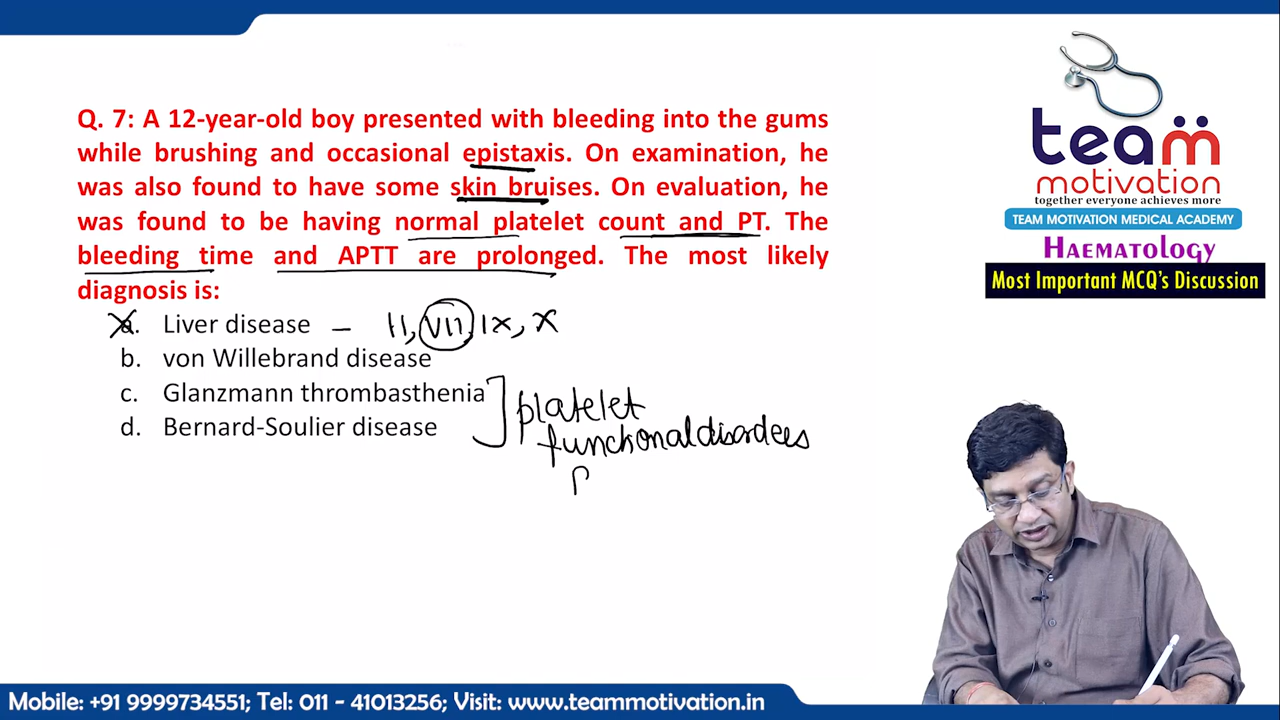 Q. 7: A 12-year-old boy presented with bleeding into the gums
while brushing and occasional epistaxis. On examination, he
was also found to have some skin bruises. On evaluation, he
was found to be having normal platelet count and PT. The
bleeding time and APTT are prolonged. The most likely
diagnosis is:
a. Liver disease – II, VII, IX, X
b. von Willebrand disease
c. Glanzmann thrombasthenia
d. Bernard-Soulier disease
platelet
functional disorders
team
motivation
together everyone achieves more
TEAM MOTIVATION MEDICAL ACADEMY
HAEMATOLOGY
Most Important MCQ's Discussion
Mobile: +91 9999734551; Tel: 011 - 41013256; Visit: www.teammotivation.in